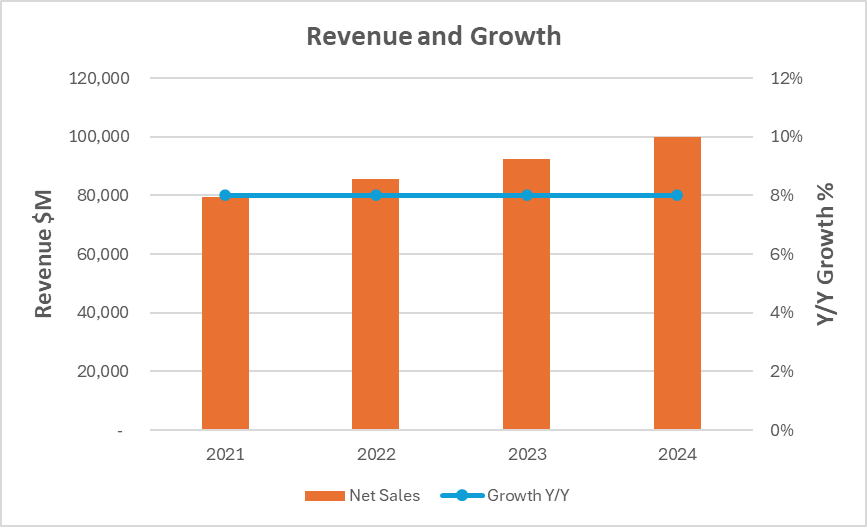 Revenue and Growth
120,000
100,000
80,000
60,000
40,000
20,000
-
Revenue $M
12%
10%
8%
6%
4%
2%
0%
Y/Y Growth %
2021 2022 2023 2024
Net Sales Growth Y/Y